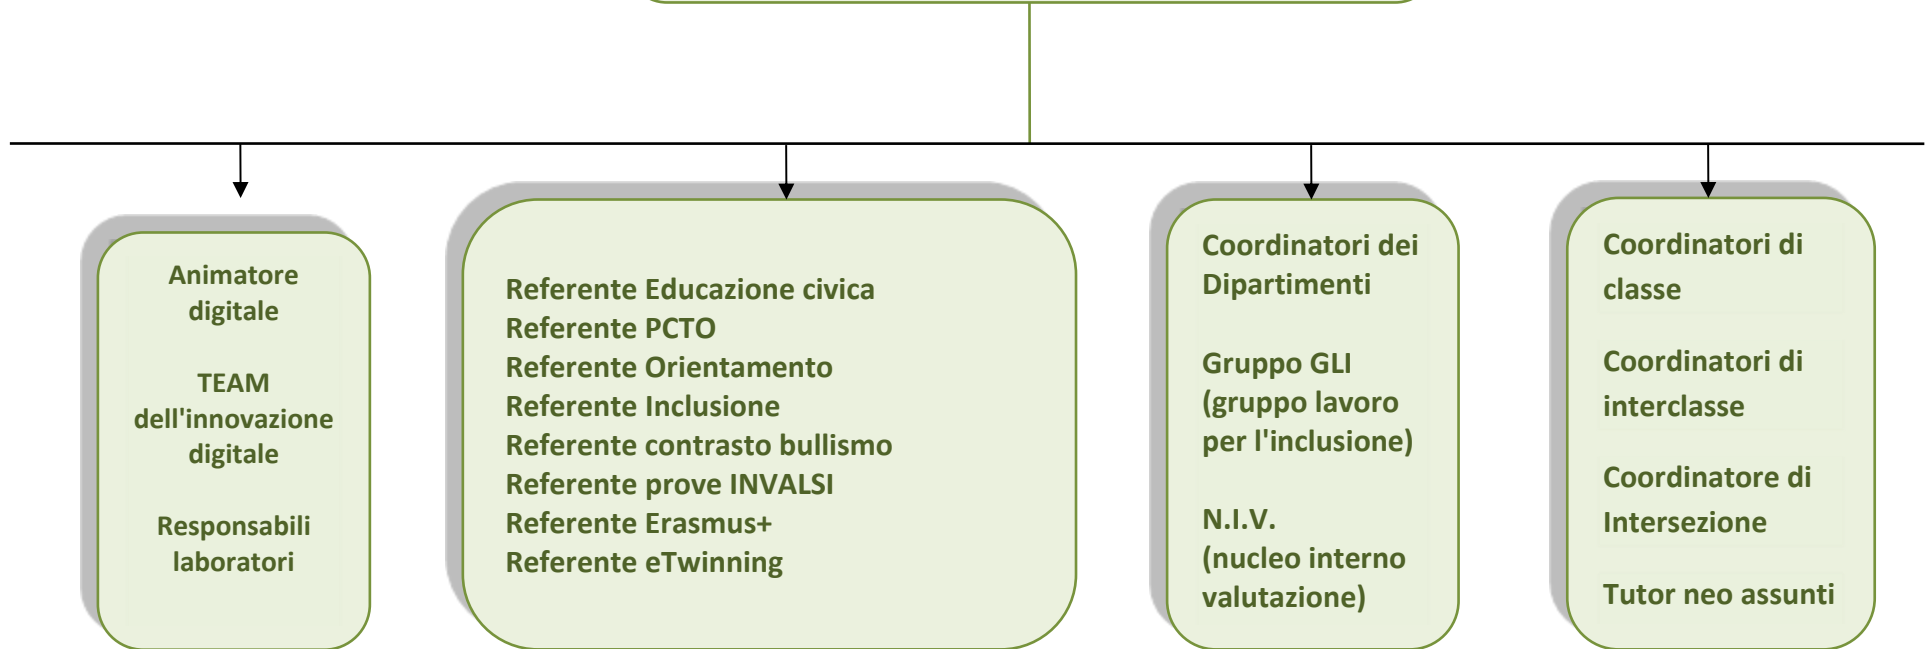 Animatore
digitale
TEAM
dell'innovazione
digitale
Responsabili
laboratori
Referente Educazione civica
Referente PCTO
Referente Orientamento
Referente Inclusione
Referente contrasto bullismo
Referente prove INVALSI
Referente Erasmus+
Referente eTwinning
Coordinatori dei
Dipartimenti
Gruppo GLI
(gruppo lavoro
per l'inclusione)
N.I.V.
(nucleo interno
valutazione)
Coordinatori di
classe
Coordinatori di
interclasse
Coordinatore di
Intersezione
Tutor neo assunti